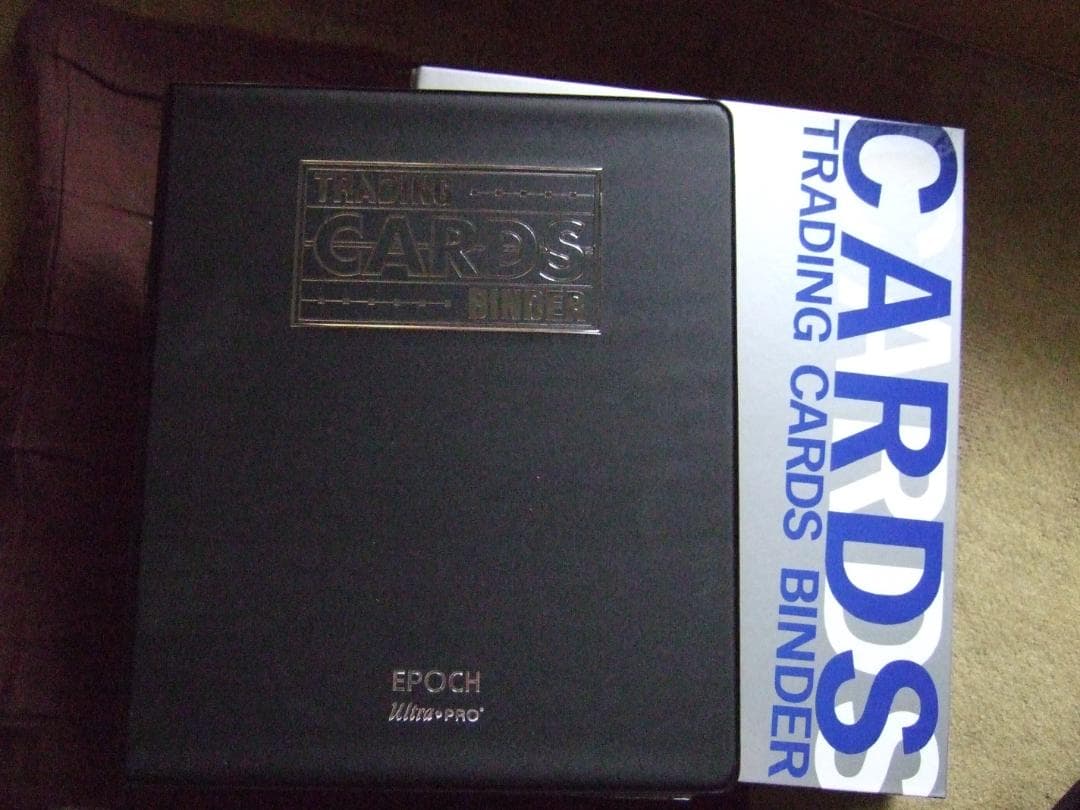 TRADING
CARDS
BINDER
EPOCH
Ultra•PRO®
CARDS
TRADING CARDS BINDER